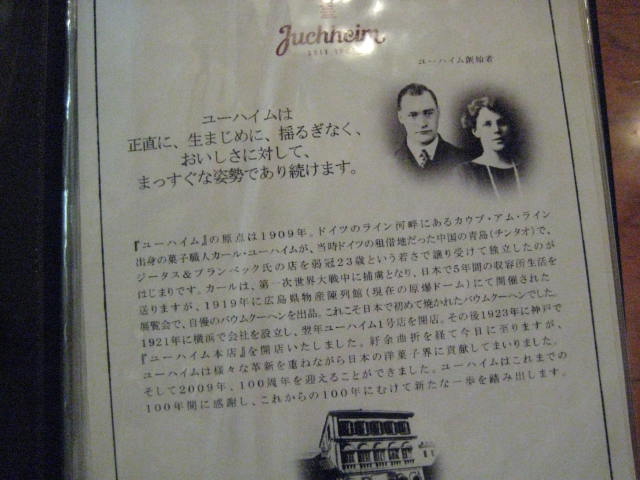 Juchheim
SEIT 1909
ユーハイム創始者
ユーハイムは
正直に、生まじめに、揺るぎなく、
おいしさに対して、
まっすぐな姿勢であり続けます。
『ユーハイム』の原点は1909年。ドイツのライン河畔にあるカウプ・アム・ライン
出身の菓子職人カール・ユーハイムが、当時ドイツの租借地だった中国の青島(チンタオ)で、
ジータス&プランベック氏の店を弱冠23歳という若さで譲り受けて独立したのが
はじまりです。カールは、第一次世界大戦中に捕虜となり、日本で5年間の収容所生活を
送りますが、1919年に広島県物産陳列館(現在の原爆ドーム)にて開催された
展覧会で、自慢のバウムクーヘンを出品。これこそ日本で初めて焼かれたバウムクーヘンでした。
1921年に横浜で会社を設立し、翌年ユーハイム1号店を開店。その後1923年に神戸で
『ユーハイム本店』を開店いたしました。紆余曲折を経て今日に至りますが、
ユーハイムは様々な革新を重ねながら日本の洋菓子界に貢献してまいりました。
そして2009年、100周年を迎えることができました。ユーハイムはこれまでの
100年間に感謝し、これからの100年にむけて新たな一歩を踏み出します。